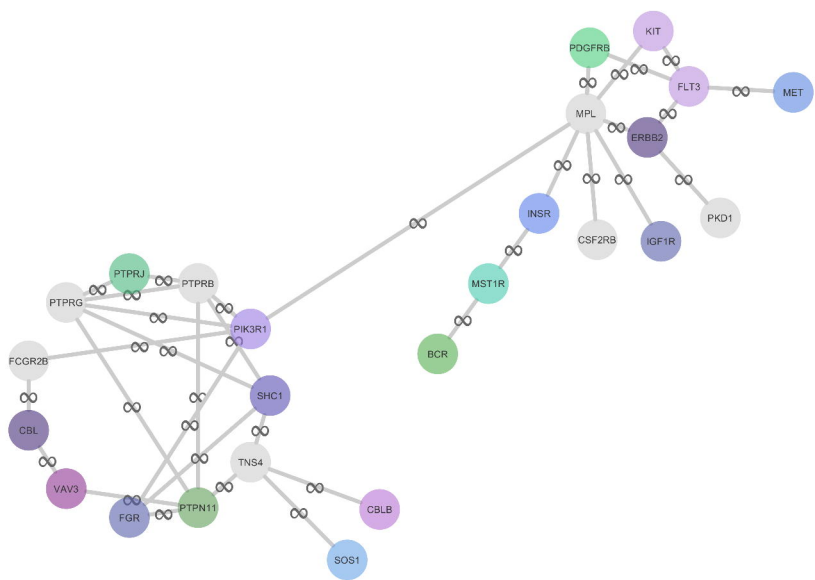 KIT
PDGFRB
∞
∞
∞
FLT3
∞
MET
MPL
∞
∞
ERBB2
∞
∞
∞
∞
PKD1
INSR
∞
CSF2RB
IGF1R
∞
PTPRJ
∞
∞
∞
PTPRB
MST1R
PTPRG
∞
∞
PIK3R1
∞
∞
BCR
FCGR2B
∞
∞
∞
SHC1
∞
∞
∞
∞
CBL
∞
∞
∞
TNS4
VAV3
∞
∞
∞
∞
FGR
∞
PTPN11
CBLB
SOS1